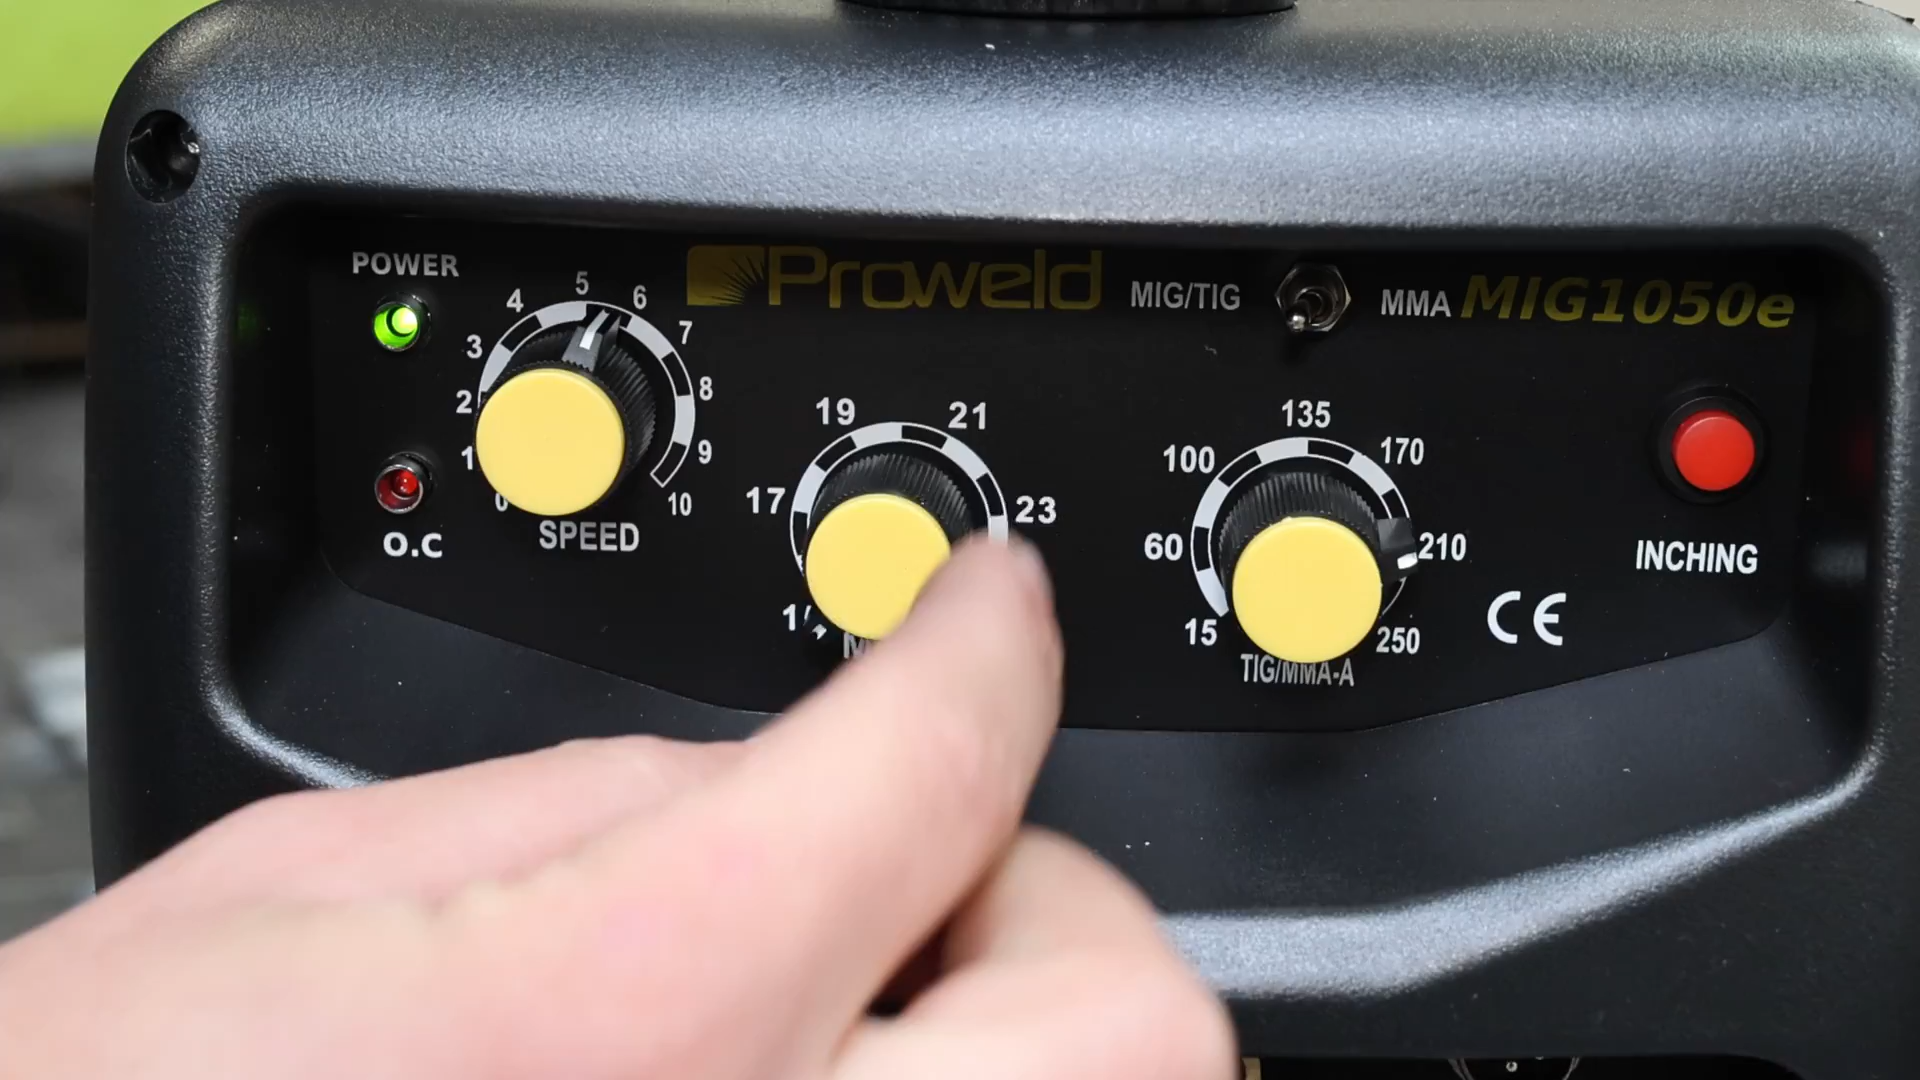 POWER
Proweld
MIG/TIG
MMA
MIG1050e
0 1 2 3 4 5 6 7 8 9 10
SPEED
O.C
17 19 21 23
15 60 100 135 170 210 250
TIG/MMA-A
INCHING
CE